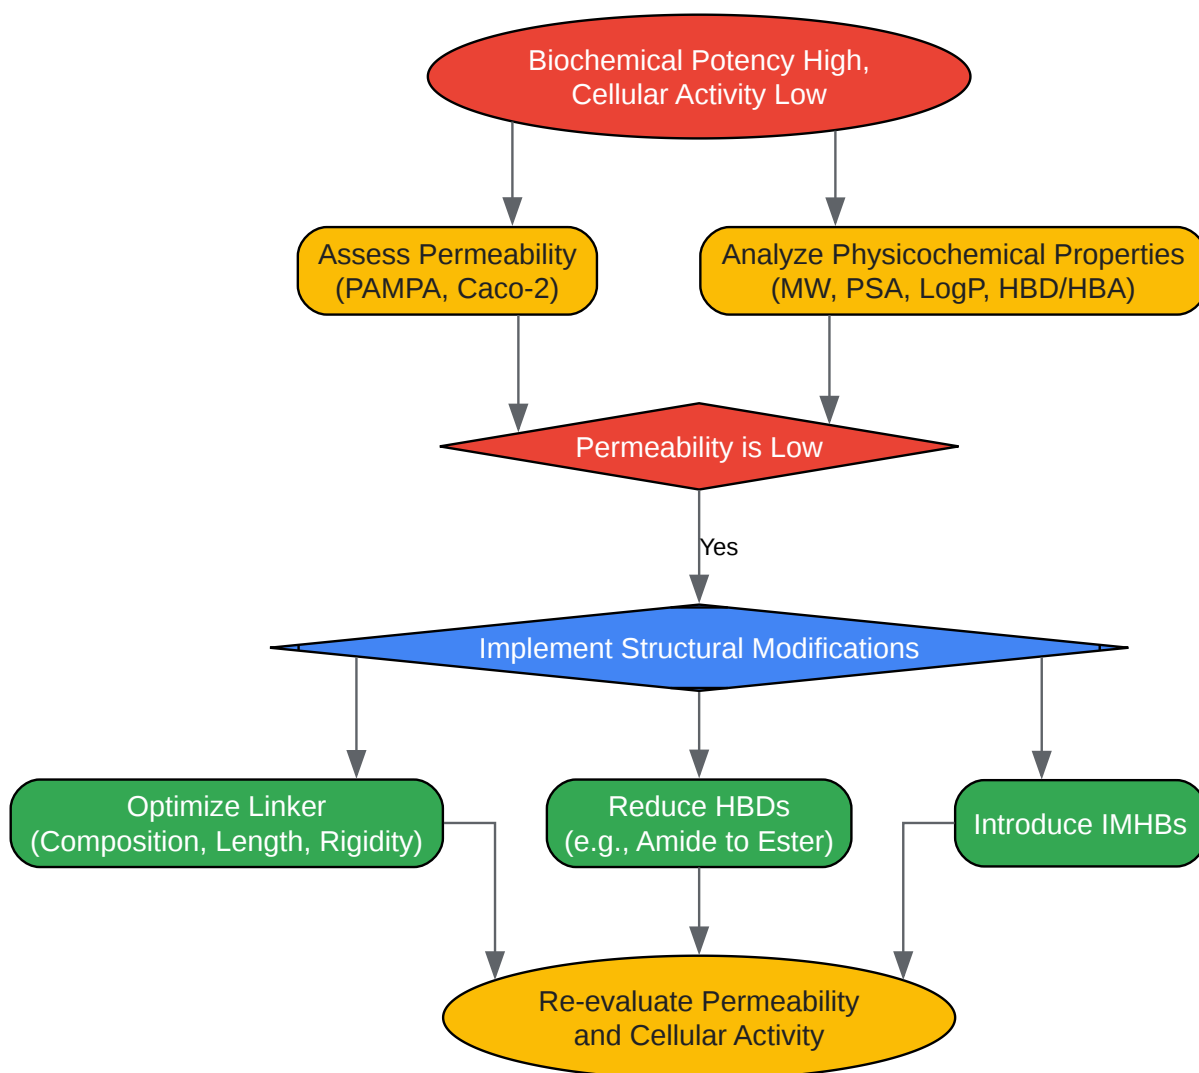 Biochemical Potency High,
Cellular Activity Low
Assess Permeability
(PAMPA, Caco-2)
Analyze Physicochemical Properties
(MW, PSA, LogP, HBD/HBA)
Permeability is Low
Yes
Implement Structural Modifications
Optimize Linker
(Composition, Length, Rigidity)
Reduce HBDs
(e.g., Amide to Ester)
Introduce IMHBs
Re-evaluate Permeability
and Cellular Activity